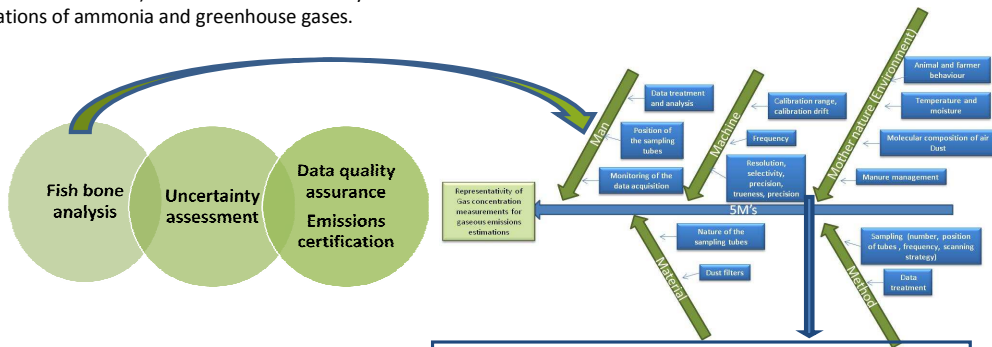 ations of ammonia and greenhouse gases.
Fish bone
analysis
Uncertainty
assessment
Data quality
assurance
Emissions
certification
Representativity of
Gas concentration
measurements for
gaseous emissions
estimations
Man
Data treatment
and analysis
Position of
the sampling
tubes
Monitoring of
the data acquisition
Machine
Calibration range,
calibration drift
Frequency
Resolution,
selectivity,
precision,
trueness, precision
Mother nature (Environment)
Animal and farmer
behaviour
Temperature and
moisture
Molecular composition of air
Dust
Manure management
5M's
Material
Nature of the
sampling tubes
Dust filters
Method
Sampling (number, position
of tubes , frequency, scanning
strategy)
Data
treatment